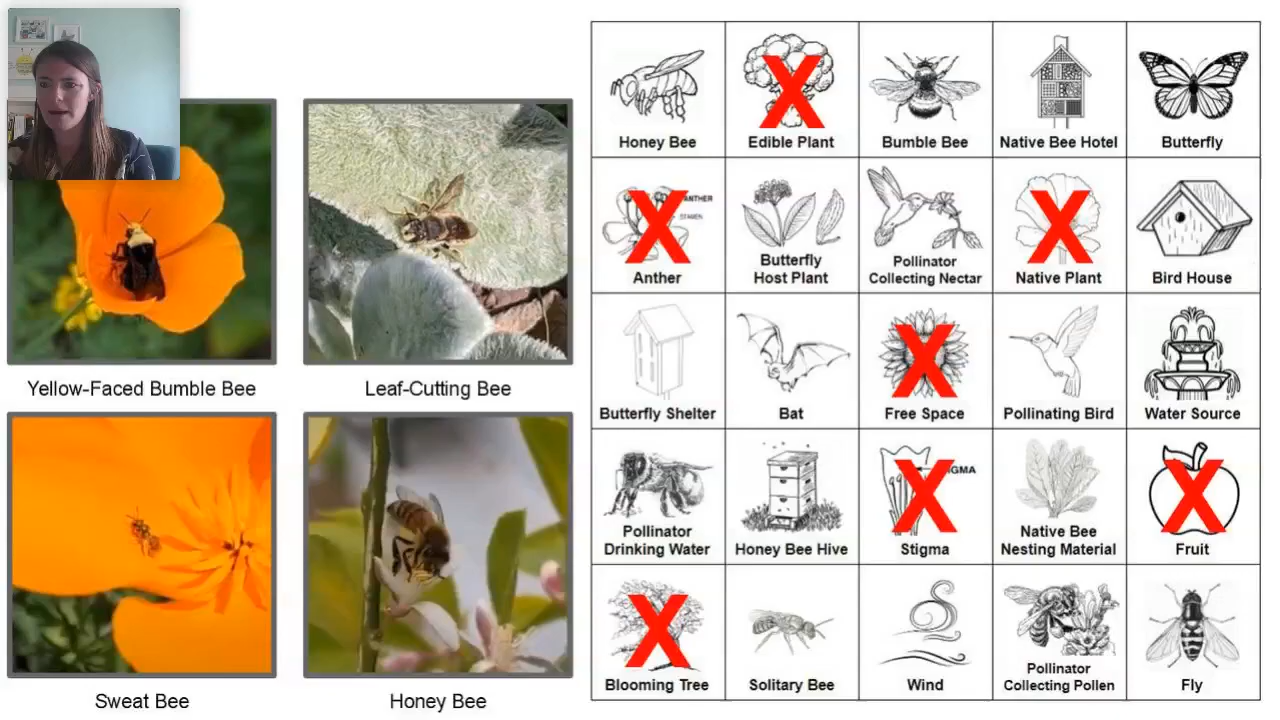 Yellow-Faced Bumble Bee
Leaf-Cutting Bee
Sweat Bee
Honey Bee
Honey Bee
Edible Plant
Bumble Bee
Native Bee Hotel
Butterfly
ANTHER
STAMEN
Anther
Butterfly
Host Plant
Pollinator
Collecting Nectar
Native Plant
Bird House
Butterfly Shelter
Bat
Free Space
Pollinating Bird
Water Source
Pollinator
Drinking Water
Honey Bee Hive
Stigma
Native Bee
Nesting Material
Fruit
Blooming Tree
Solitary Bee
Wind
Pollinator
Collecting Pollen
Fly